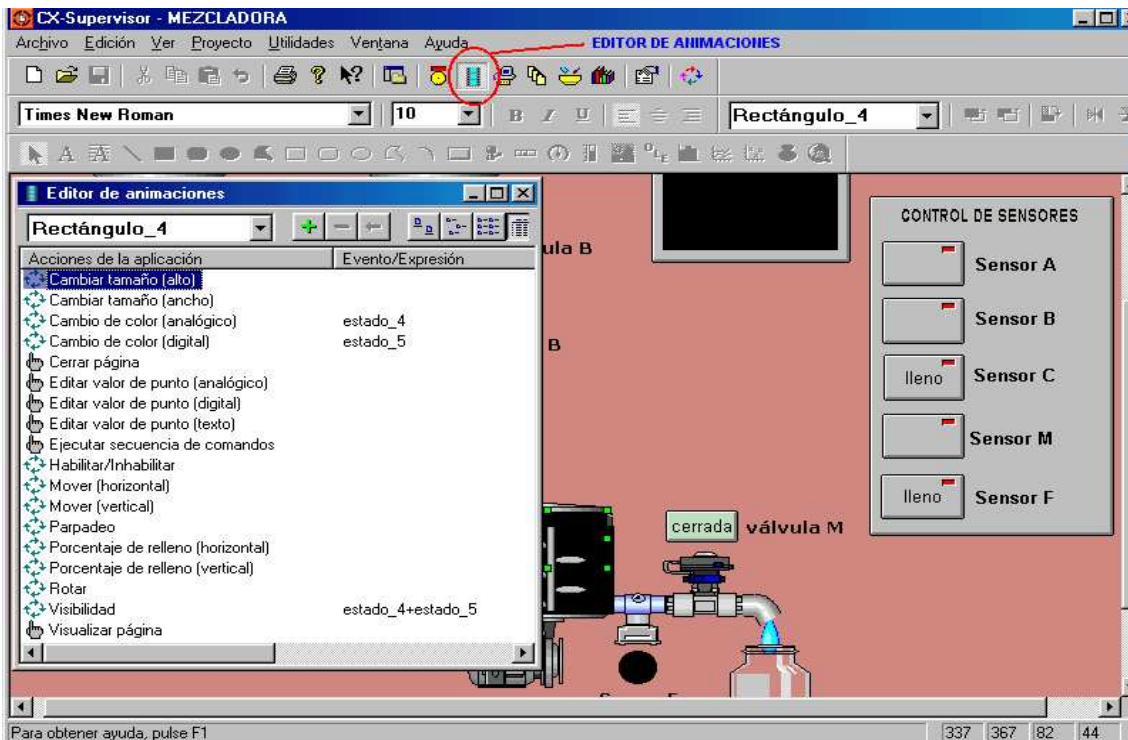 CX-Supervisor - MEZCLADORA
Archivo Edición Ver Proyecto Utilidades Ventana Ayuda
EDITOR DE ANIMACIONES
Times New Roman 10 B I U Rectángulo_4
Editor de animaciones
Rectángulo_4
Acciones de la aplicación Evento/Expresión
Cambiar tamaño (alto)
Cambiar tamaño (ancho)
Cambio de color (analógico) estado_4
Cambio de color (digital) estado_5
Cerrar página
Editar valor de punto (analógico)
Editar valor de punto (digital)
Editar valor de punto (texto)
Ejecutar secuencia de comandos
Habilitar/Inhabilitar
Mover (horizontal)
Mover (vertical)
Parpadeo
Porcentaje de relleno (horizontal)
Porcentaje de relleno (vertical)
Rotar
Visibilidad estado_4+estado_5
Visualizar página
ula B
B
CONTROL DE SENSORES
Sensor A
Sensor B
lleno Sensor C
Sensor M
lleno Sensor F
cerrada válvula M
Para obtener ayuda, pulse F1
337 367 82 44